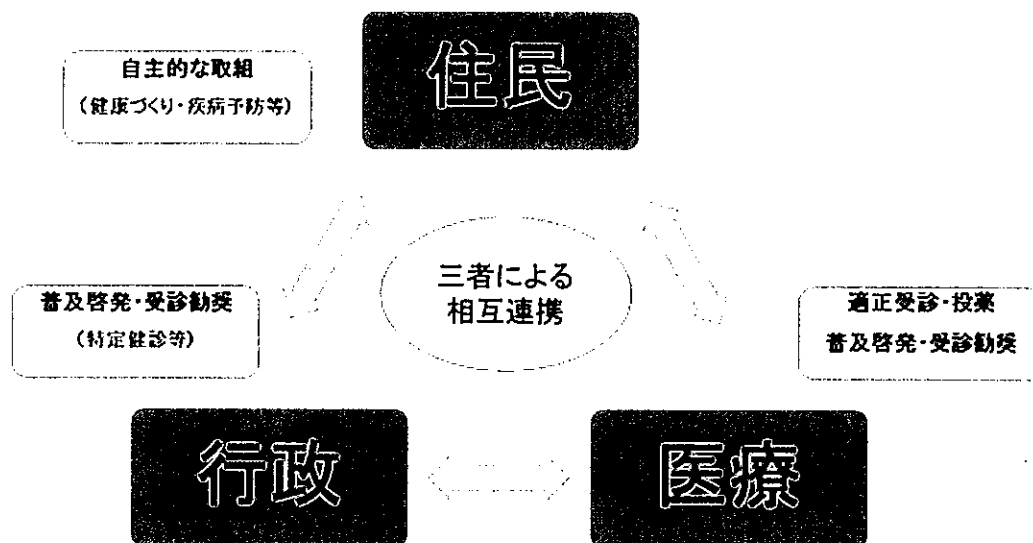 住民
自主的な取組
(健康づくり・疾病予防等)
三者による
相互連携
普及啓発・受診勧奨
(特定健診等)
適正受診・投薬
普及啓発・受診勧奨
行政
医療